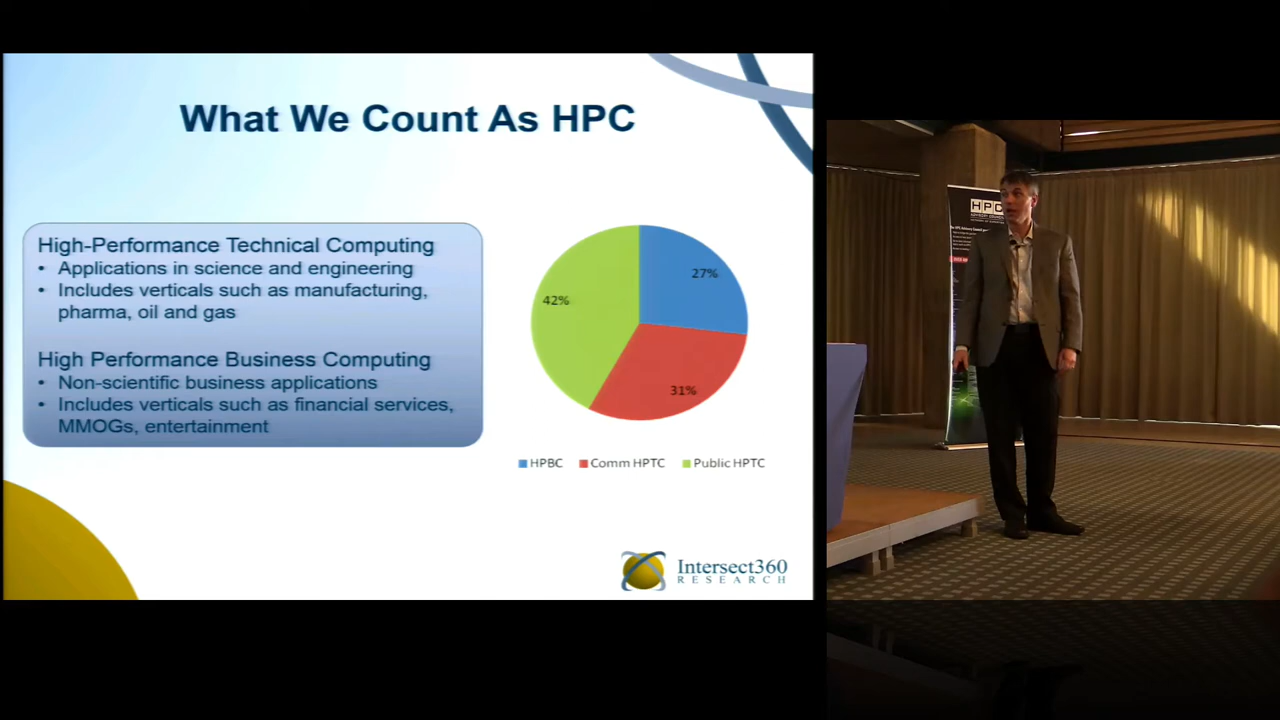 What We Count As HPC
High-Performance Technical Computing
• Applications in science and engineering
• Includes verticals such as manufacturing,
pharma, oil and gas
High Performance Business Computing
• Non-scientific business applications
• Includes verticals such as financial services,
MMOGs, entertainment
27%
42%
31%
HPBC
Comm HPTC
Public HPTC
Intersect360
RESEARCH
HPC
ADVISORY COUNCIL